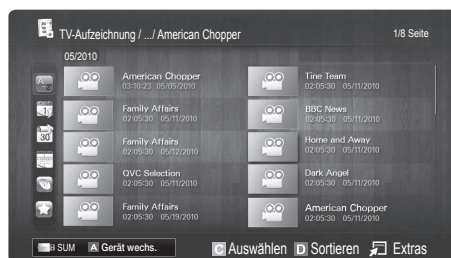 TV-Aufzeichnung / .../ American Chopper
1/8 Seite
05/2010
American Chopper
03:10:23 05/05/2010
Tine Team
02:05:30 05/11/2010
Family Affairs
02:05:30 05/11/2010
BBC News
02:05:30 05/11/2010
Family Affairs
02:05:30 05/12/2010
Home and Away
02:05:30 05/11/2010
QVC Selection
02:05:30 05/11/2010
Dark Angel
02:05:30 05/11/2010
Family Affairs
02:05:30 05/19/2010
American Chopper
02:05:30 05/11/2010
SUM A Gerät wechs.
C Auswählen D Sortieren Extras